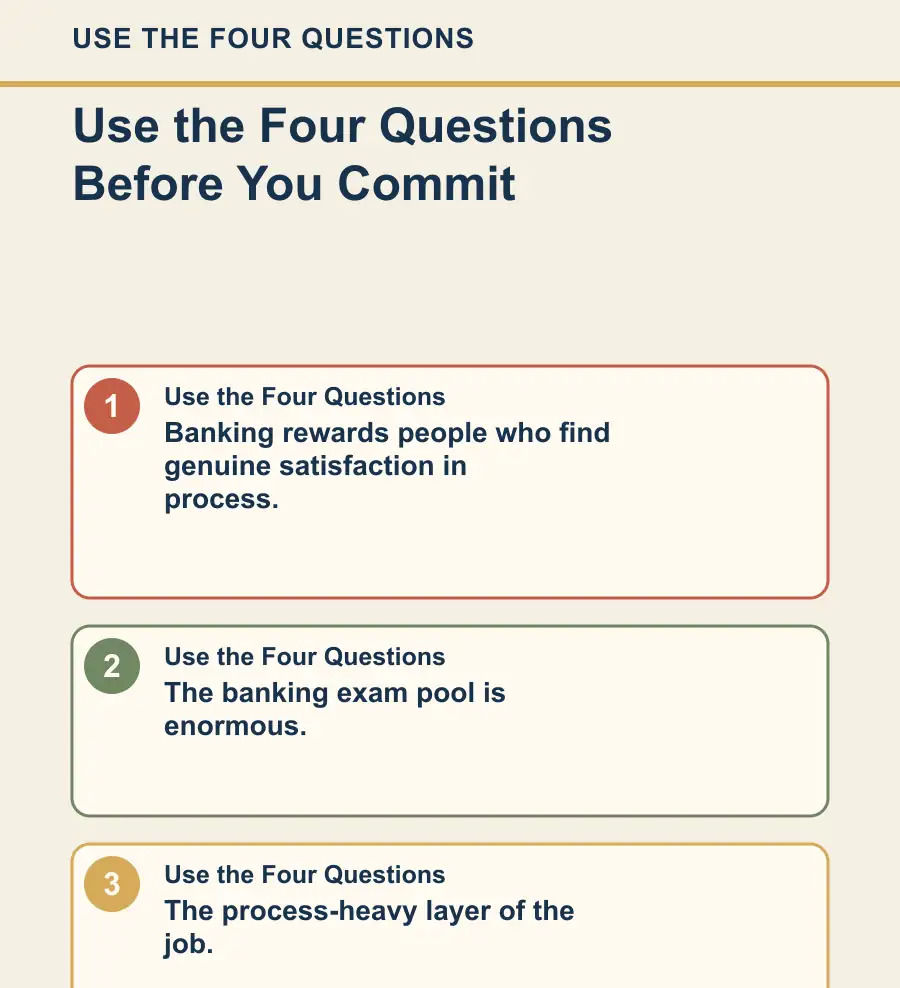 USE THE FOUR QUESTIONS
Use the Four Questions
Before You Commit
1
Use the Four Questions
Banking rewards people who find
genuine satisfaction in
process.
2
Use the Four Questions
The banking exam pool is
enormous.
3
Use the Four Questions
The process-heavy layer of the
job.